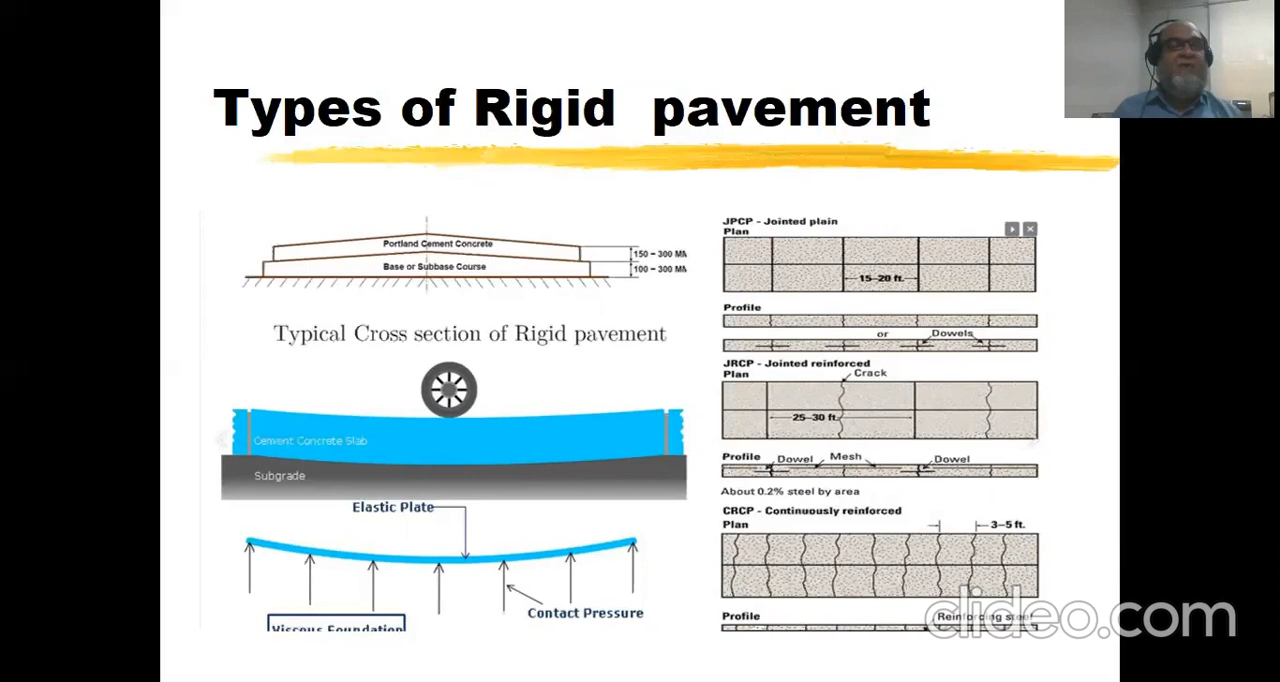 Types of Rigid pavement
Portland Cement Concrete
150 – 300 MM
Base or Subbase Course
100 – 300 MM
Typical Cross section of Rigid pavement
Cement Concrete Slab
Subgrade
Elastic Plate
Contact Pressure
Viscous Foundation
JPCP - Jointed plain
Plan
15–20 ft.
Profile
or
Dowels
JRCP - Jointed reinforced
Plan
Crack
25–30 ft.
Profile
Dowel
Mesh
Dowel
About 0.2% steel by area
CRCP - Continuously reinforced
Plan
3–5 ft.
Profile
Reinforcing steel
clideo.com